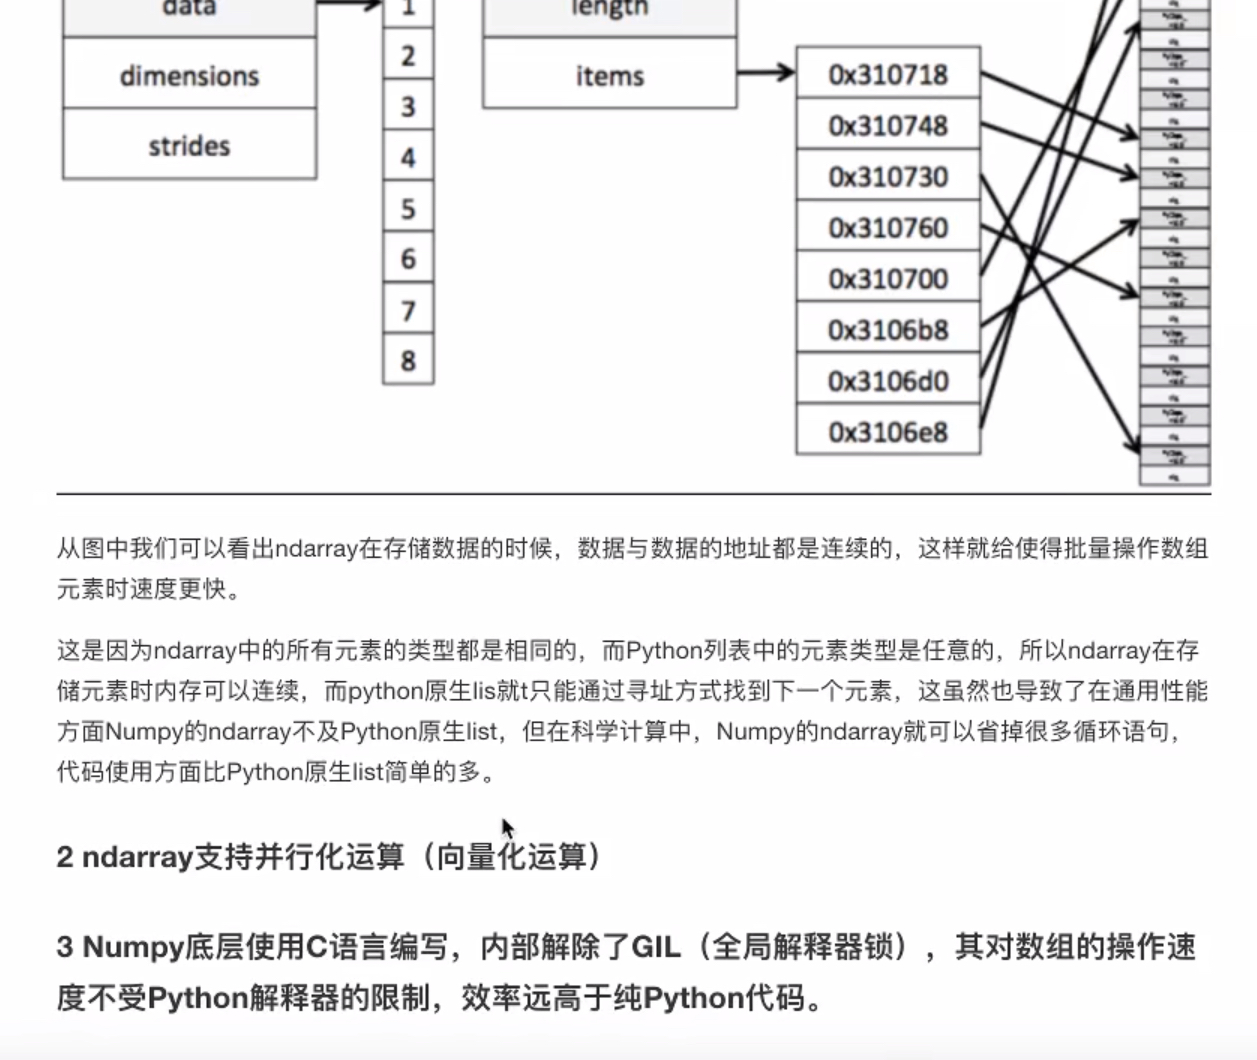 data
dimensions
strides
1
2
3
4
5
6
7
8
length
items
0x310718
0x310748
0x310730
0x310760
0x310700
0x3106b8
0x3106d0
0x3106e8
从图中我们可以看出ndarray在存储数据的时候，数据与数据的地址都是连续的，这样就给使得批量操作数组
元素时速度更快。
这是因为ndarray中的所有元素的类型都是相同的，而Python列表中的元素类型是任意的，所以ndarray在存
储元素时内存可以连续，而python原生lis就t只能通过寻址方式找到下一个元素，这虽然也导致了在通用性能
方面Numpy的ndarray不及Python原生list，但在科学计算中，Numpy的ndarray就可以省掉很多循环语句，
代码使用方面比Python原生list简单的多。
2 ndarray支持并行化运算（向量化运算）
3 Numpy底层使用C语言编写，内部解除了GIL（全局解释器锁），其对数组的操作速
度不受Python解释器的限制，效率远高于纯Python代码。